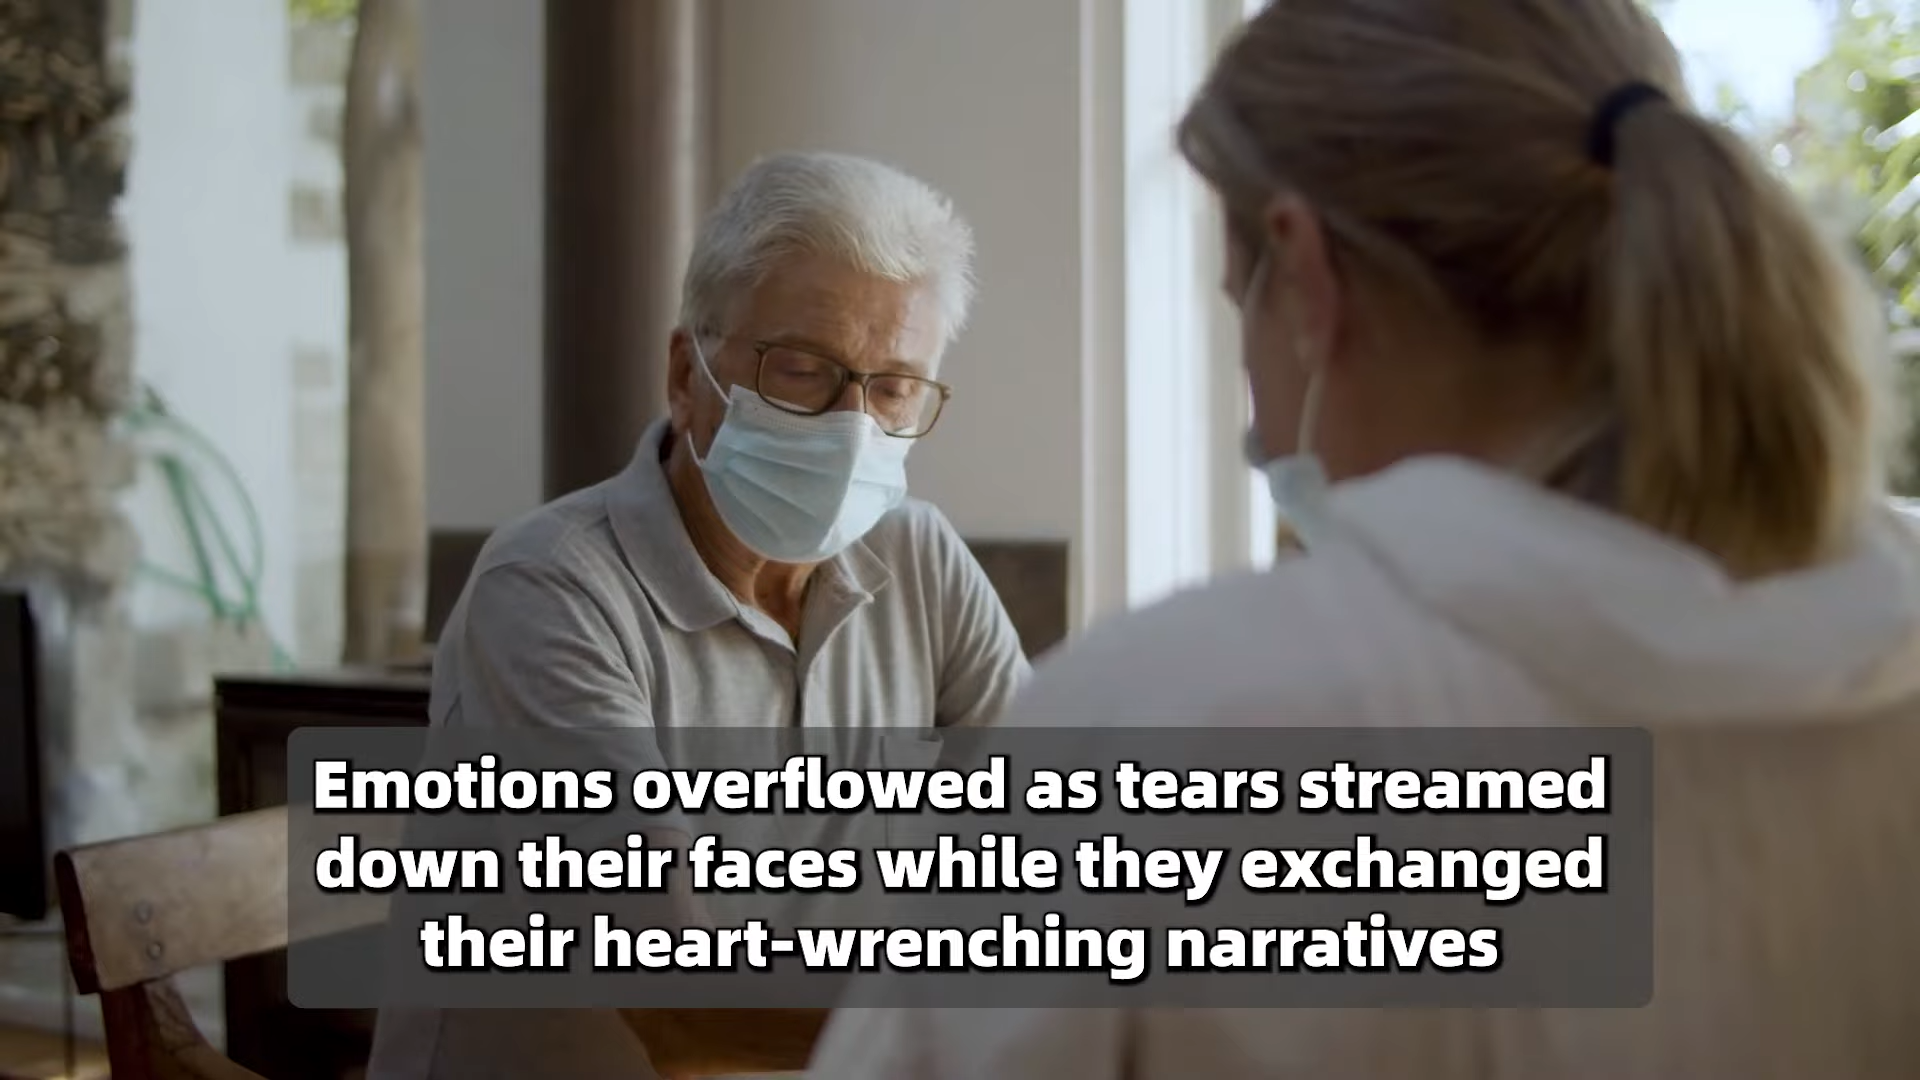 Emotions overflowed as tears streamed
down their faces while they exchanged
their heart-wrenching narratives